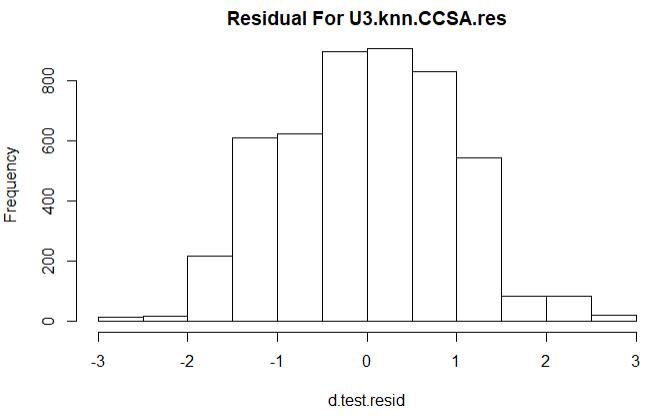 Residual For U3.knn.CCSA.res
Frequency
800
600
400
200
0
-3 -2 -1 0 1 2 3
d.test.resid